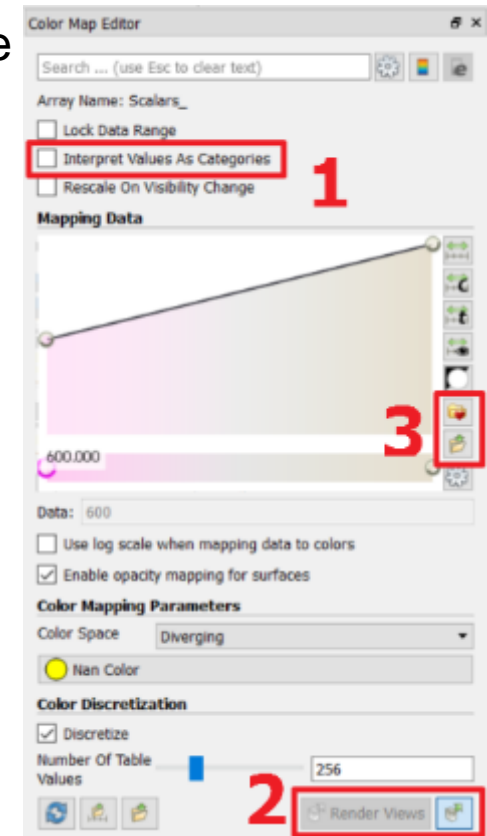 e
Color Map Editor
Search ... (use Esc to clear text)
e
Array Name: Scalars_
Lock Data Range
Interpret Values As Categories
1
Rescale On Visibility Change
Mapping Data
C
t
3
600.000
Data: 600
Use log scale when mapping data to colors
Enable opacity mapping for surfaces
Color Mapping Parameters
Color Space Diverging
Nan Color
Color Discretization
Discretize
Number Of Table
Values
256
2
Render Views